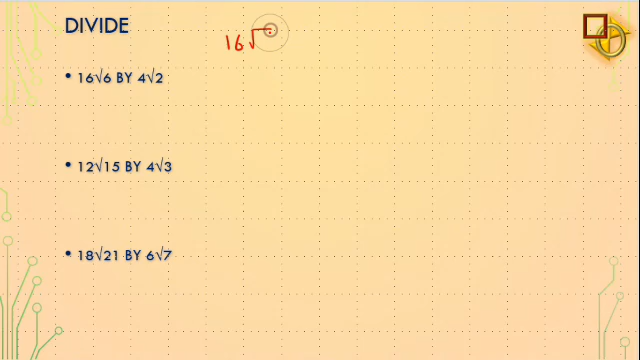 DIVIDE
16√
• 16√6 BY 4√2
• 12√15 BY 4√3
• 18√21 BY 6√7